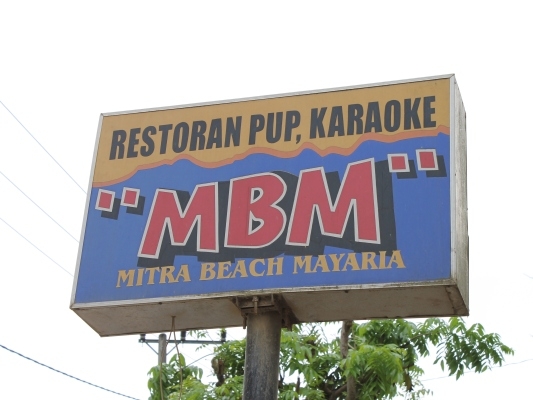 RESTORAN PUP, KARAOKE
"MBM"
MITRA BEACH MAYARIA